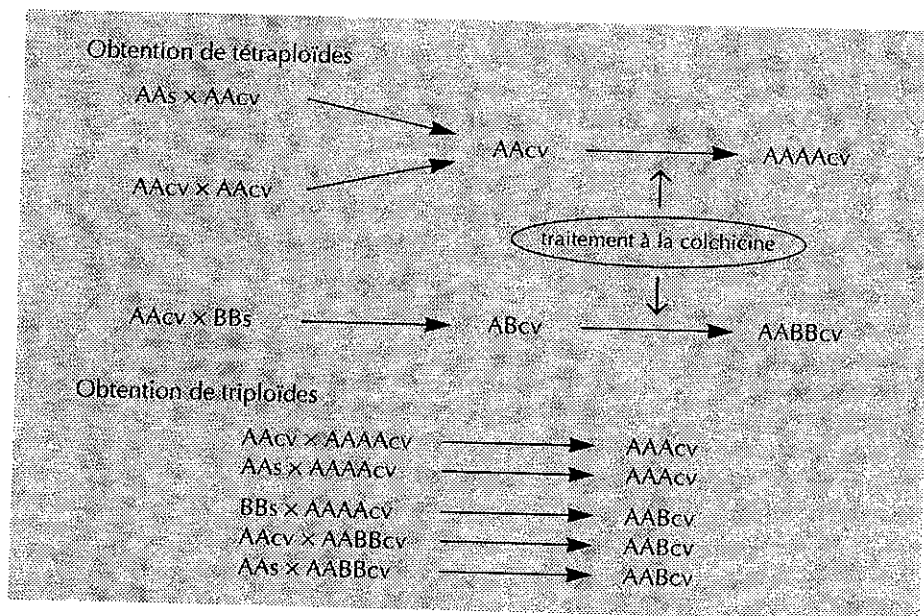 Obtention de tétraploïdes
AAs × AAcv
AAcv × AAcv
AAcv
AAAAcv
traitement à la colchicine
AAcv × BBs
ABcv
AABBcv
Obtention de triploïdes
AAcv × AAAAcv
AAAcv
AAs × AAAAcv
AAAcv
BBs × AAAAcv
AABcv
AAcv × AABBcv
AABcv
AAs × AABBcv
AABcv